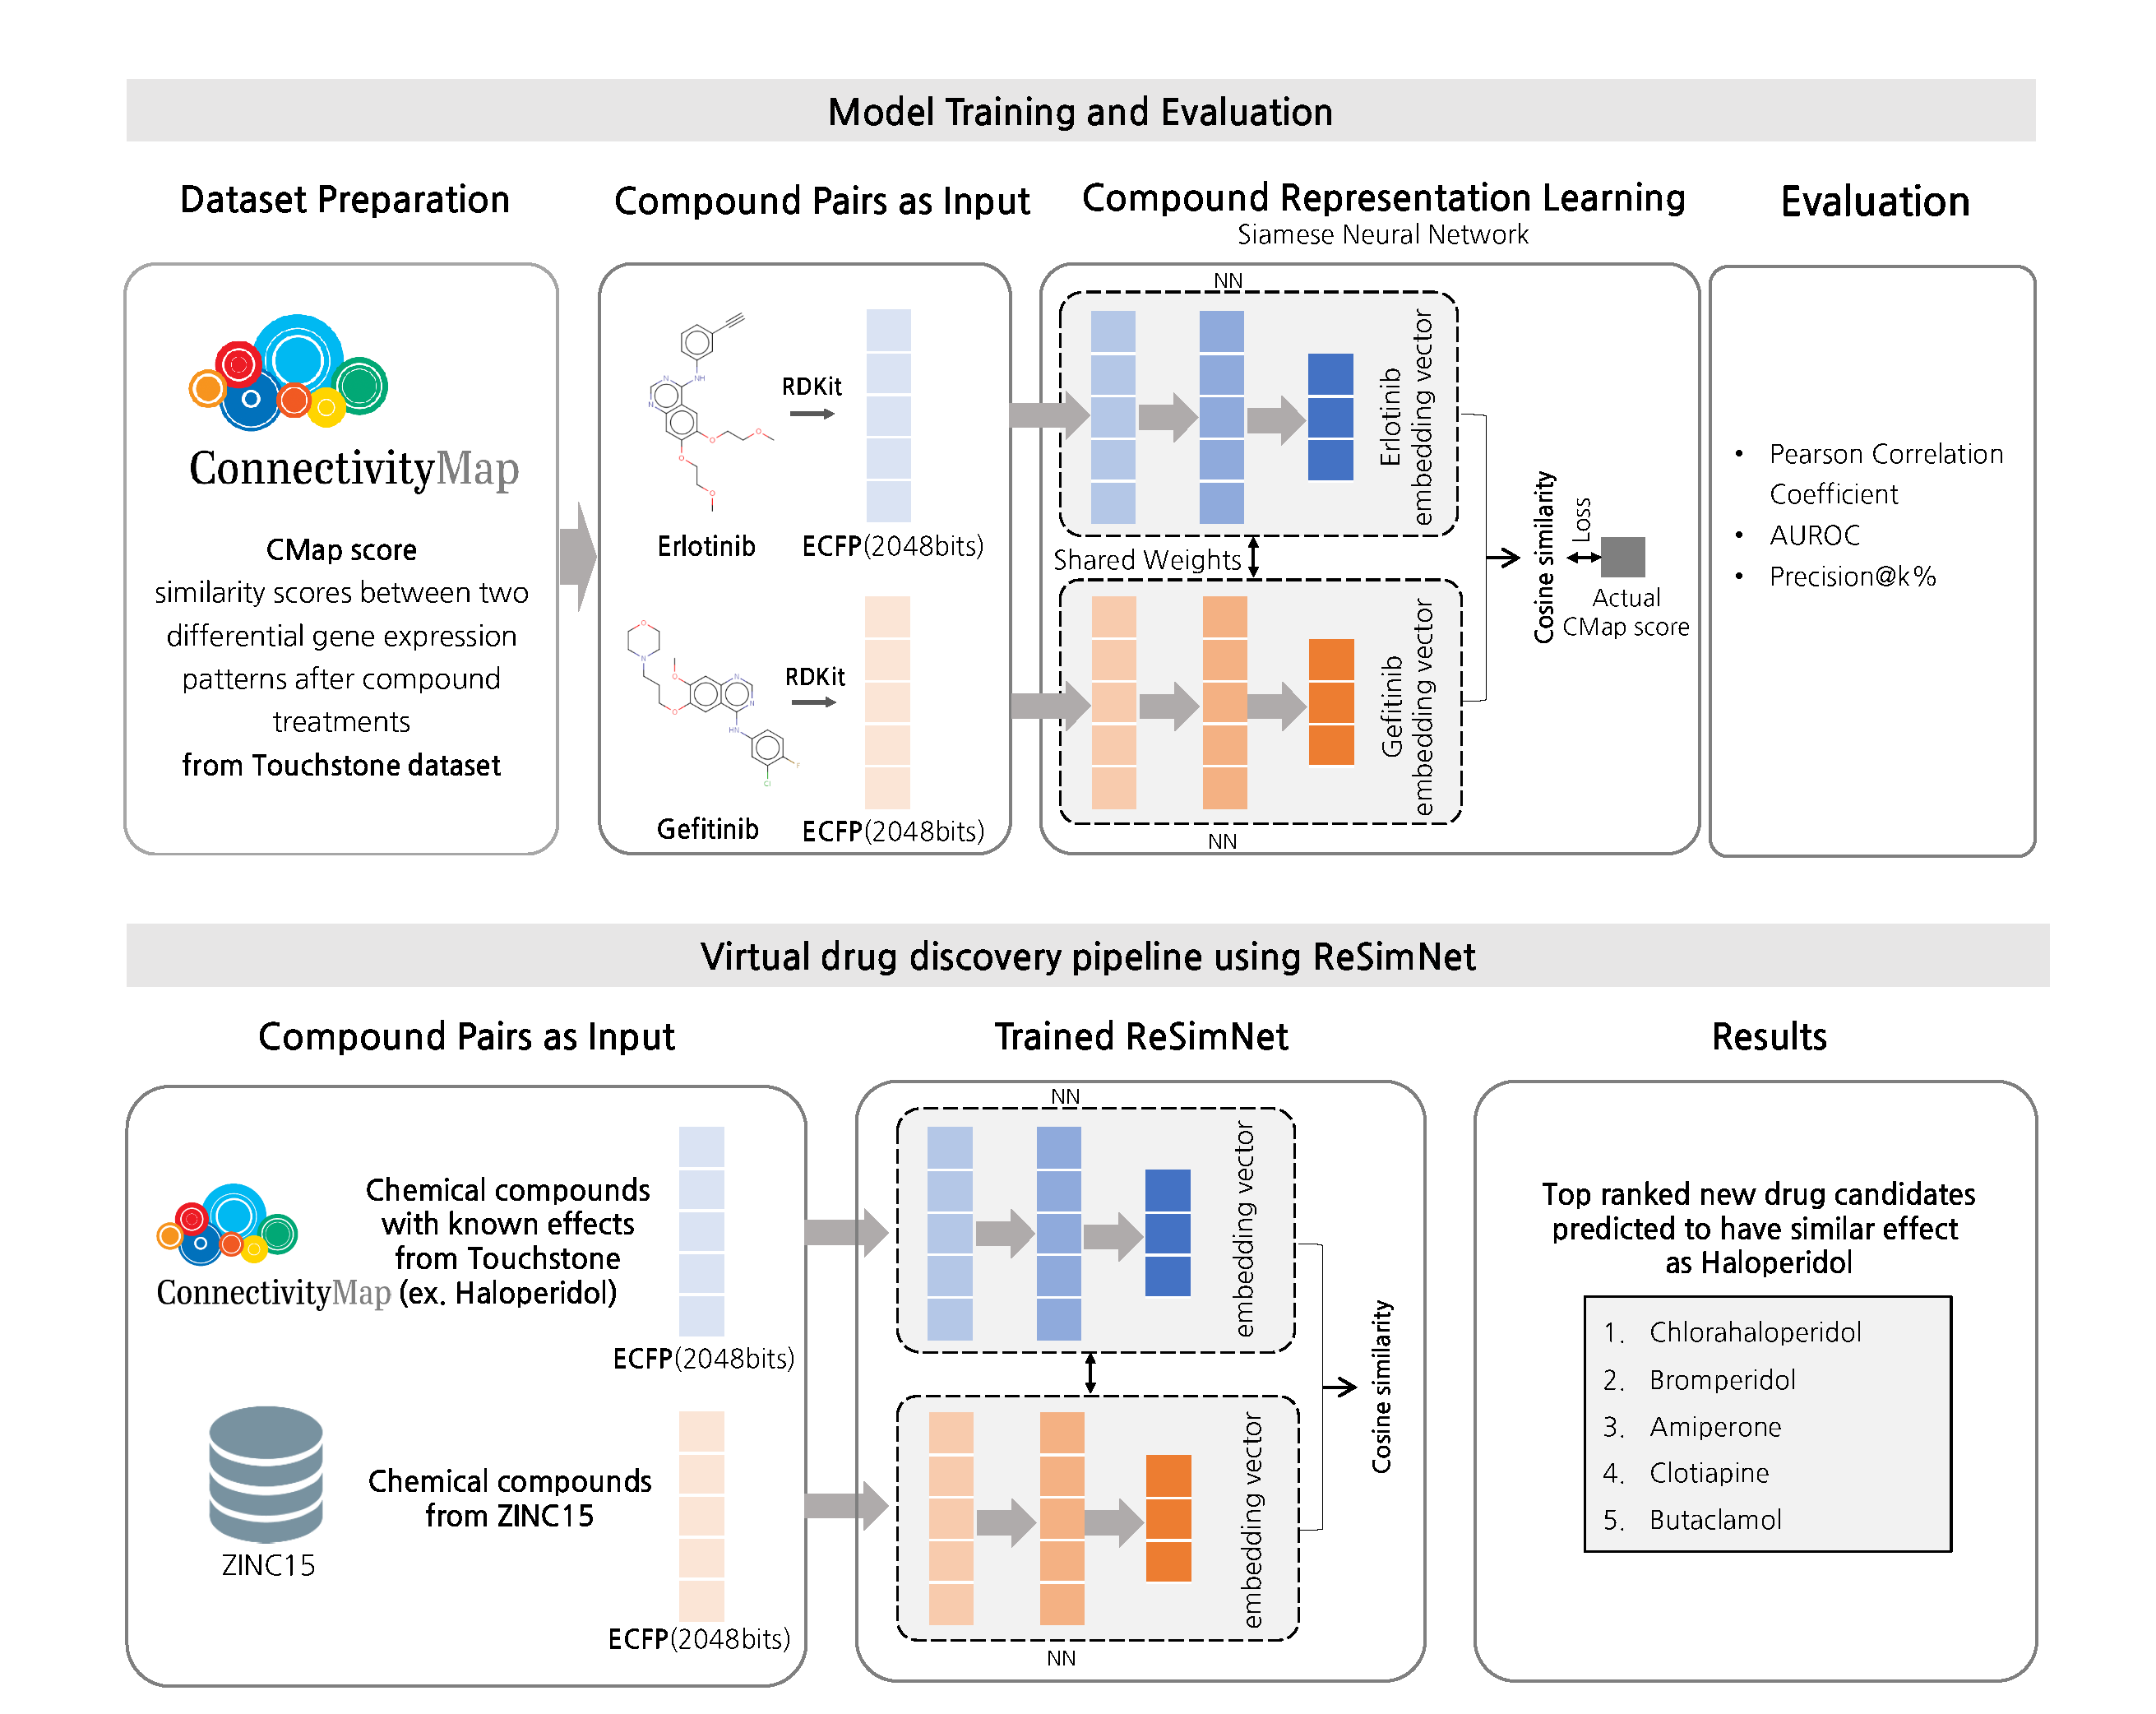 Model Training and Evaluation
Dataset Preparation
ConnectivityMap
CMap score
similarity scores between two
differential gene expression
patterns after compound
treatments
from Touchstone dataset
Compound Pairs as Input
N
NH
N
O
O
O
O
RDKit
Erlotinib
ECFP(2048bits)
O
N
O
O
N
N
HN
F
Cl
RDKit
Gefitinib
ECFP(2048bits)
Compound Representation Learning
Siamese Neural Network
NN
Erlotinib
embedding vector
Shared Weights
Gefitinib
embedding vector
NN
Cosine similarity
Loss
Actual
CMap score
Evaluation
• Pearson Correlation
Coefficient
• AUROC
• Precision@k%
Virtual drug discovery pipeline using ReSimNet
Compound Pairs as Input
ConnectivityMap
Chemical compounds
with known effects
from Touchstone
(ex. Haloperidol)
ECFP(2048bits)
ZINC15
Chemical compounds
from ZINC15
ECFP(2048bits)
Trained ReSimNet
NN
embedding vector
embedding vector
NN
Cosine similarity
Results
Top ranked new drug candidates
predicted to have similar effect
as Haloperidol
1. Chlorahaloperidol
2. Bromperidol
3. Amiperone
4. Clotiapine
5. Butaclamol